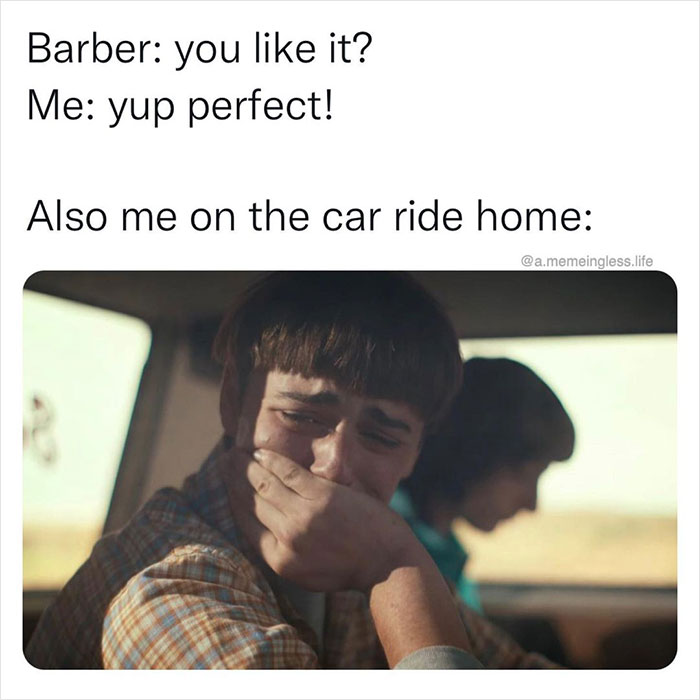 Barber: you like it?
Me: yup perfect!
Also me on the car ride home:
@a.memeingless.life